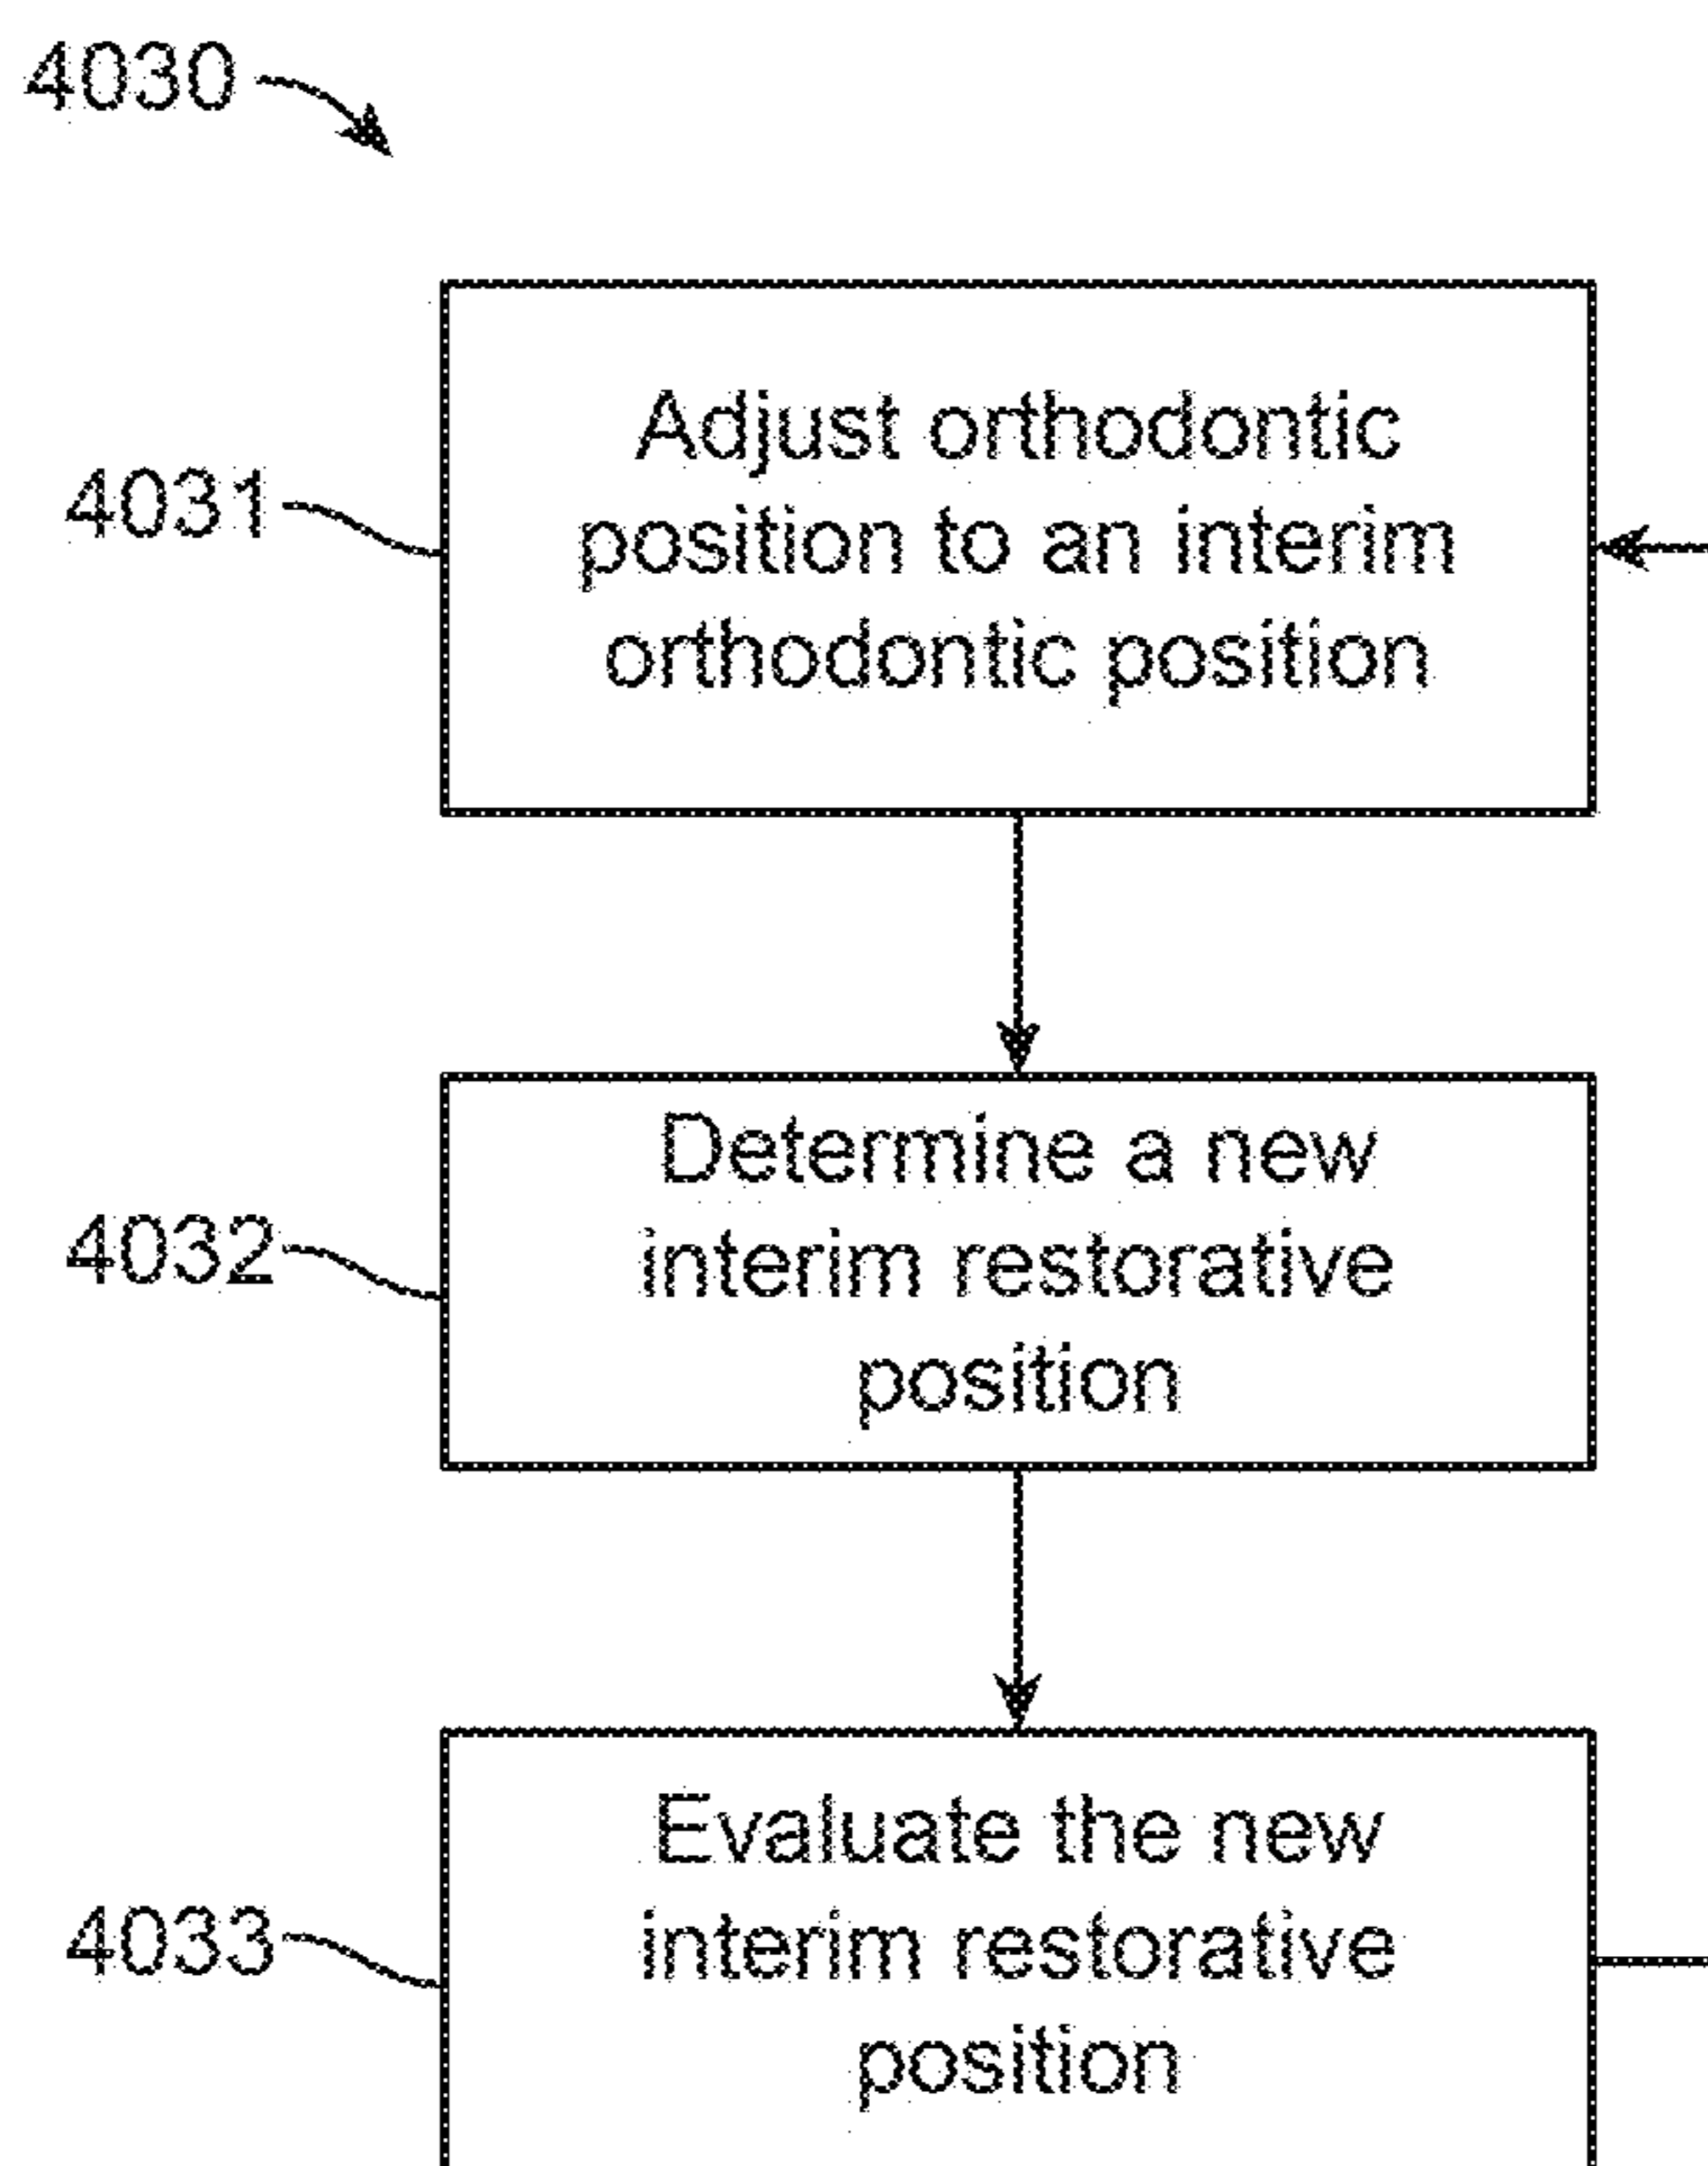 4030
4031
Adjust orthodontic
position to an interim
orthodontic position
4032
Determine a new
interim restorative
position
4033
Evaluate the new
interim restorative
position